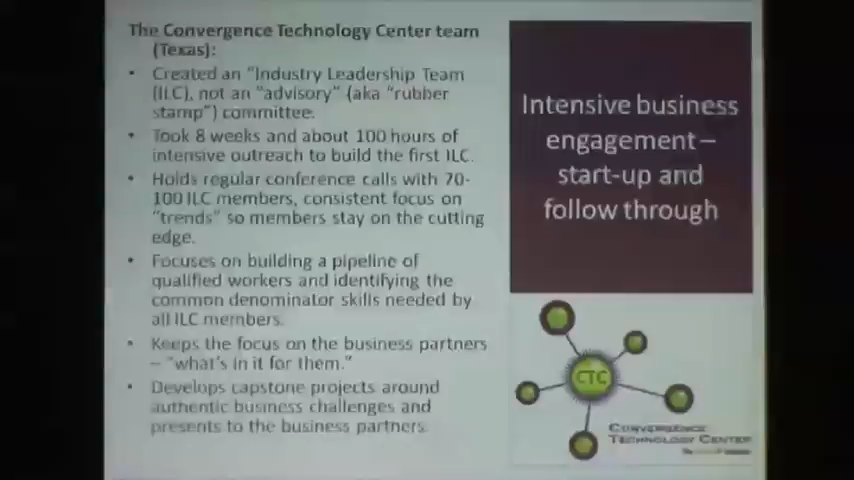 The Convergence Technology Center team
(Texas):
• Created an "Industry Leadership Team
(ILC), not an "advisory" (aka "rubber
stamp") committee.
• Took 8 weeks and about 100 hours of
intensive outreach to build the first ILC.
• Holds regular conference calls with 70-
100 ILC members, consistent focus on
"trends" so members stay on the cutting
edge.
• Focuses on building a pipeline of
qualified workers and identifying the
common denominator skills needed by
all ILC members.
• Keeps the focus on the business partners
– "what's in it for them."
• Develops capstone projects around
authentic business challenges and
presents to the business partners.
Intensive business
engagement –
start-up and
follow through
CTC
CONVERGENCE
TECHNOLOGY CENTER